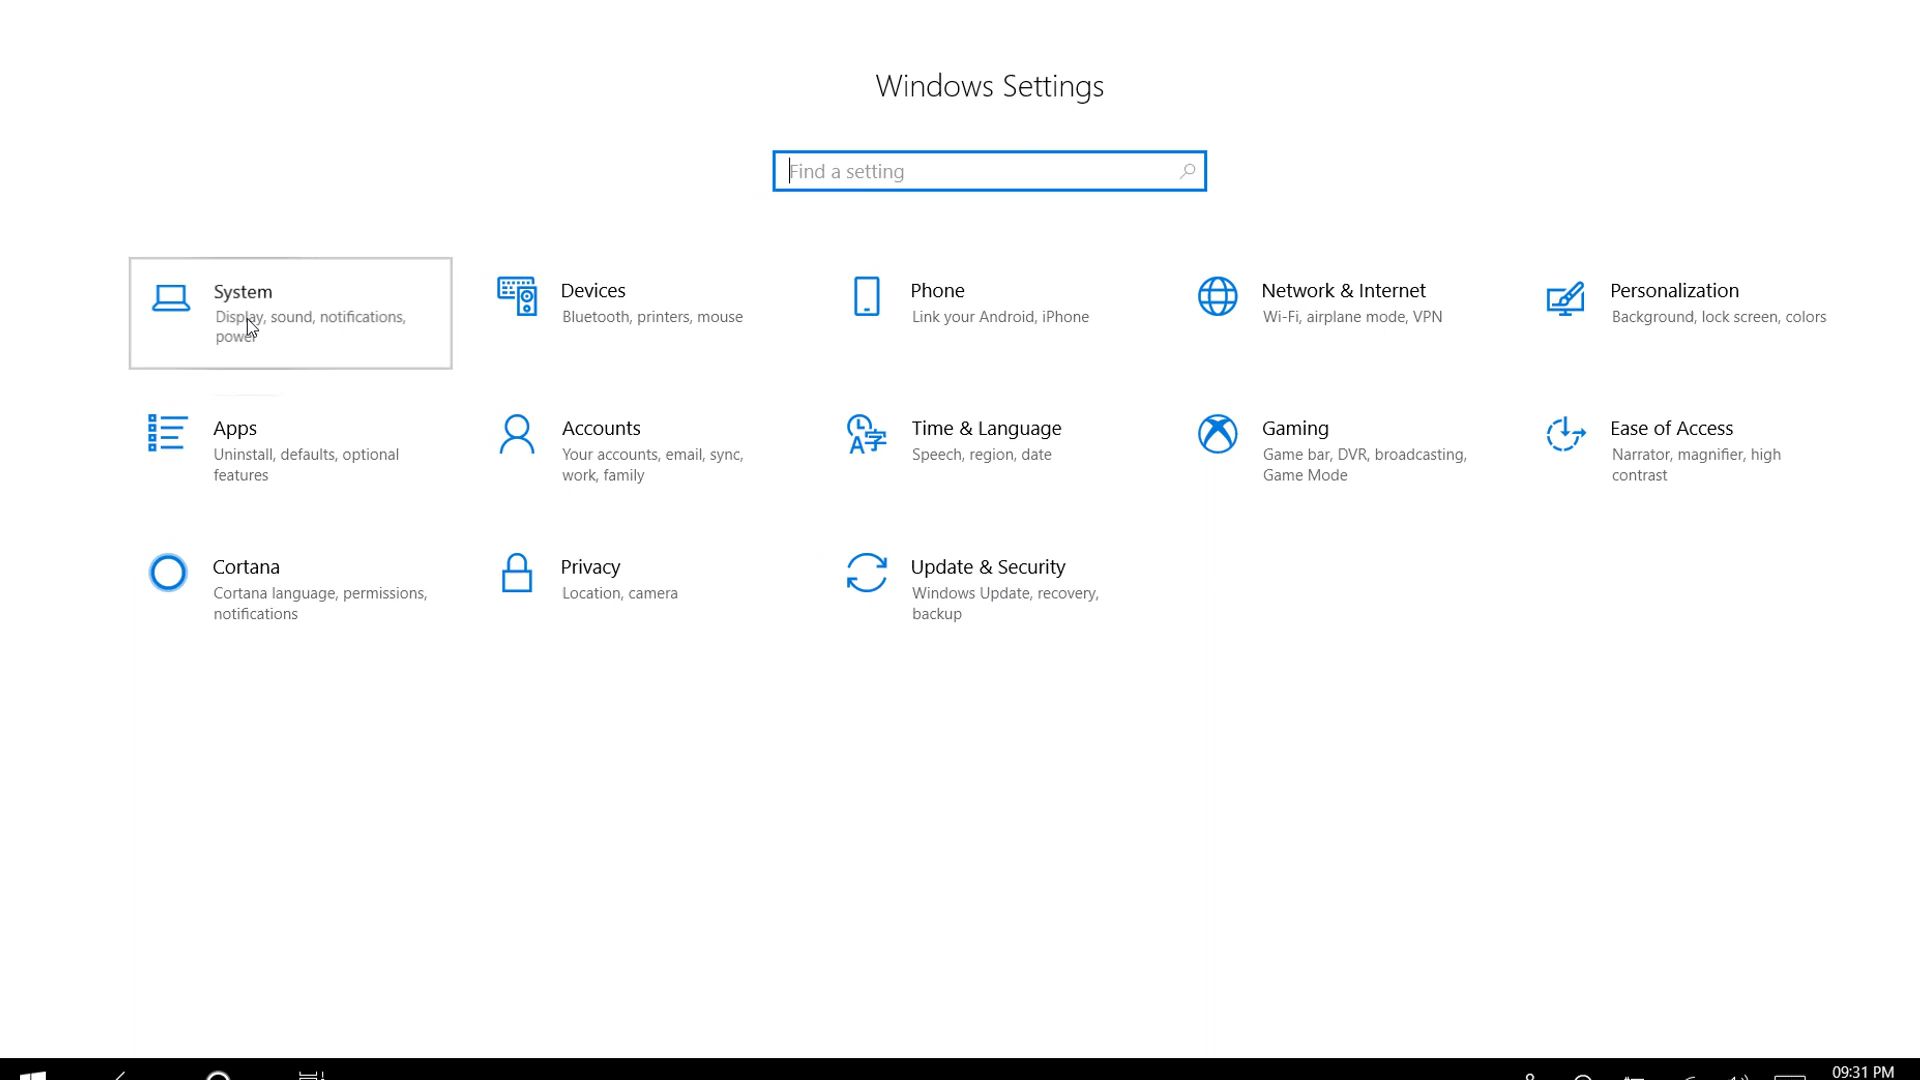 Windows Settings
Find a setting
System
Display, sound, notifications,
power
Devices
Bluetooth, printers, mouse
Phone
Link your Android, iPhone
Network & Internet
Wi-Fi, airplane mode, VPN
Personalization
Background, lock screen, colors
Apps
Uninstall, defaults, optional
features
Accounts
Your accounts, email, sync,
work, family
Time & Language
Speech, region, date
Gaming
Game bar, DVR, broadcasting,
Game Mode
Ease of Access
Narrator, magnifier, high
contrast
Cortana
Cortana language, permissions,
notifications
Privacy
Location, camera
Update & Security
Windows Update, recovery,
backup
09:31 PM